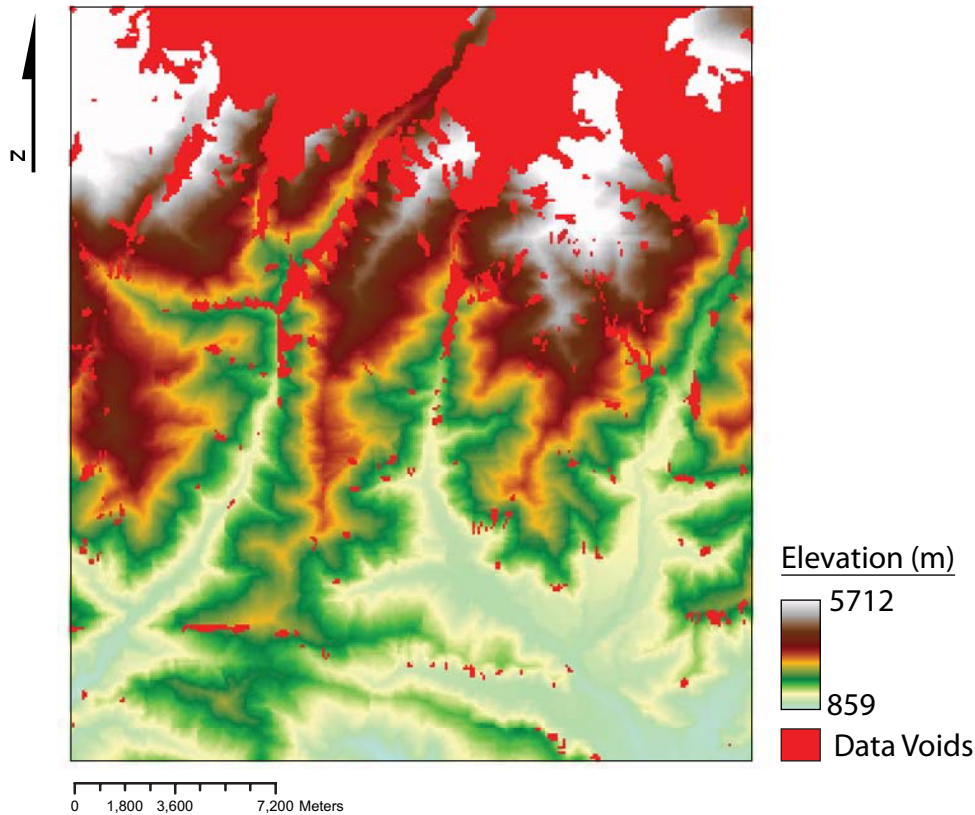 N
Elevation (m)
5712
859
Data Voids
0 1,800 3,600 7,200 Meters